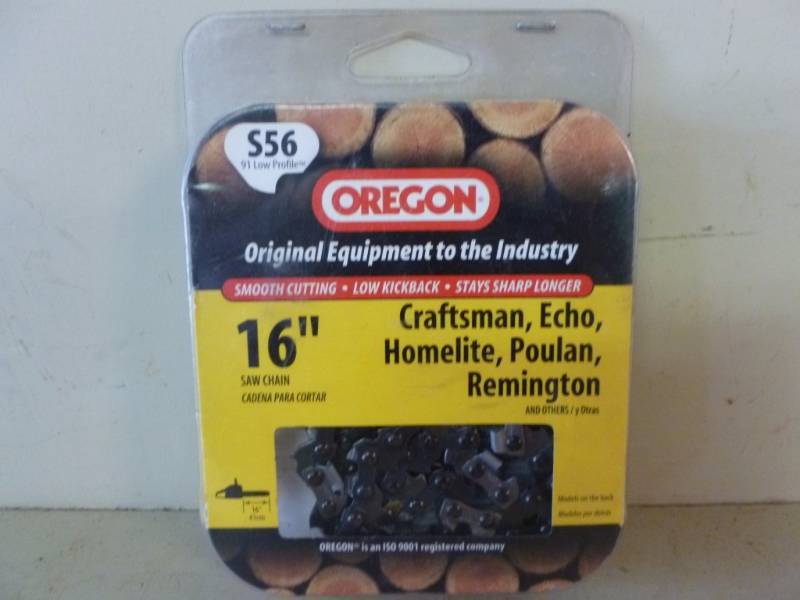 S56
91 Low Profile™
OREGON®
Original Equipment to the Industry
SMOOTH CUTTING • LOW KICKBACK • STAYS SHARP LONGER
16"
SAW CHAIN
CADENA PARA CORTAR
Craftsman, Echo,
Homelite, Poulan,
Remington
AND OTHERS / y Otras
16"
Models on the back
Modelos por detrás
OREGON® is an ISO 9001 registered company